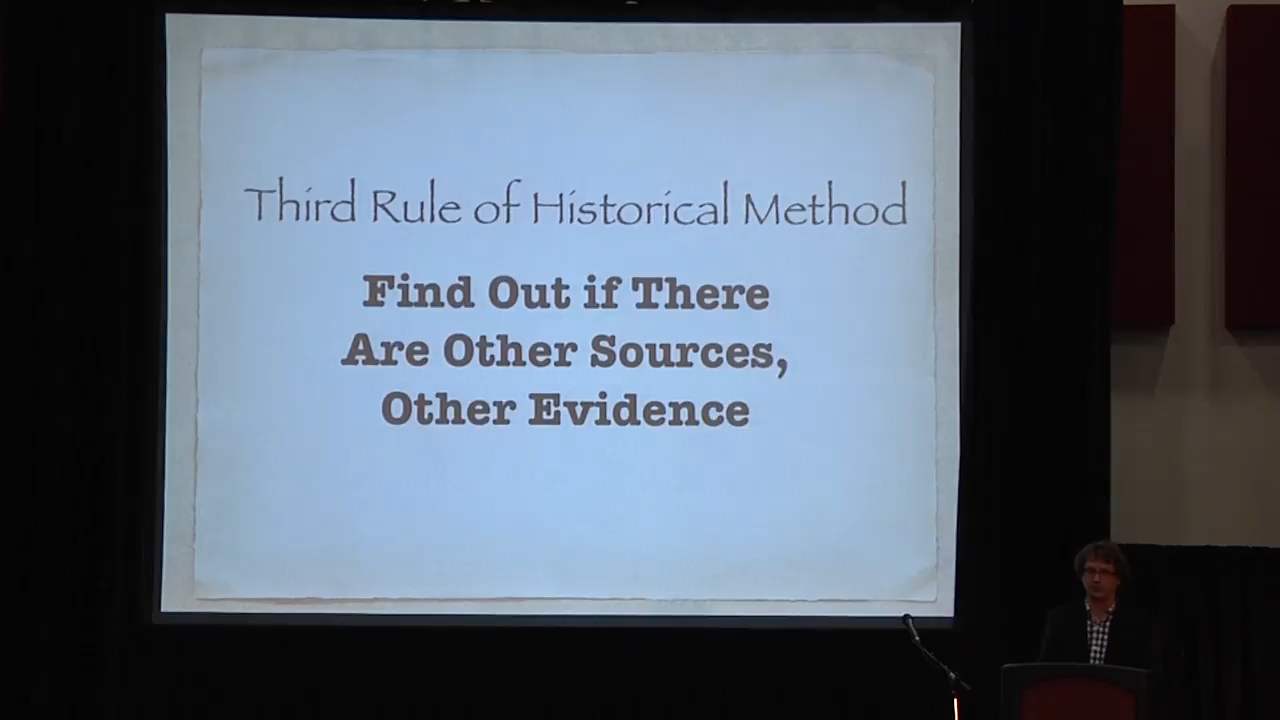 Third Rule of Historical Method
Find Out if There
Are Other Sources,
Other Evidence